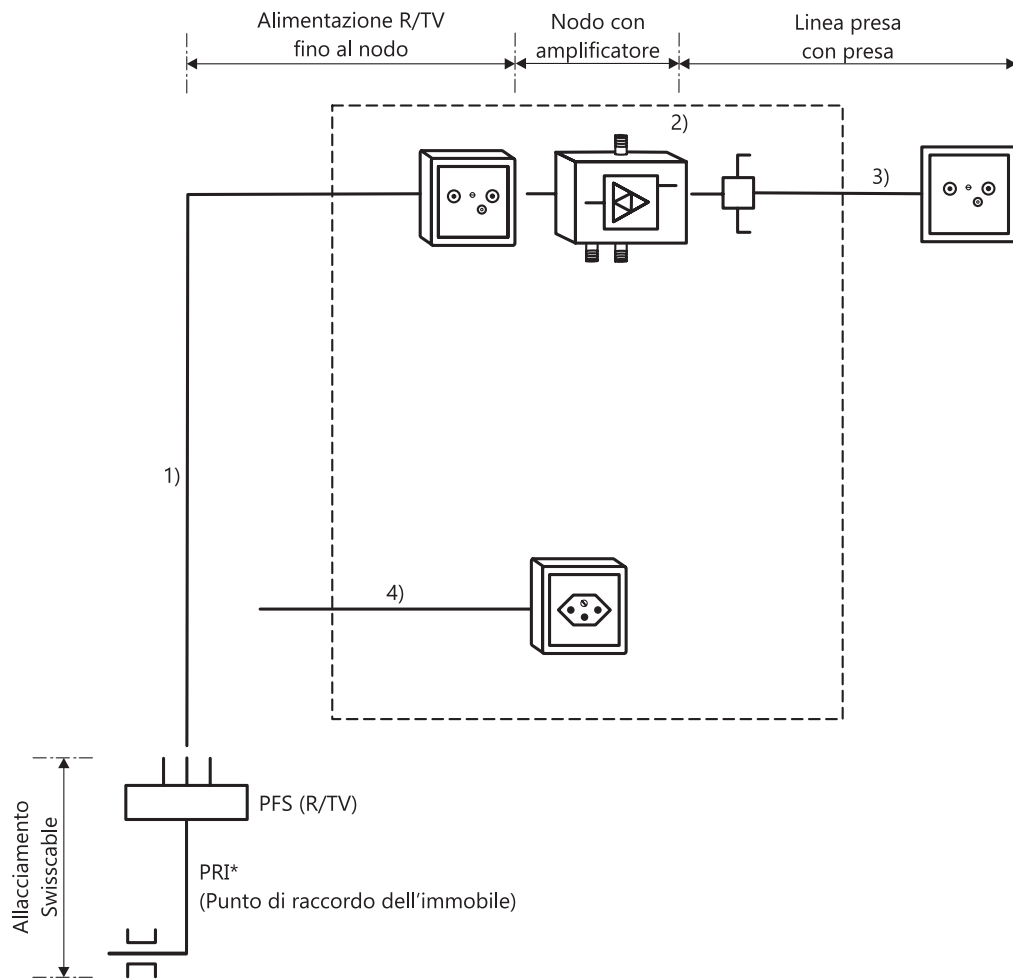 Alimentazione R/TV
fino al nodo
Nodo con
amplificatore
Linea presa
con presa
2)
3)
1)
4)
PFS (R/TV)
Allacciamento
Swisscable
PRI*
(Punto di raccordo dell'immobile)